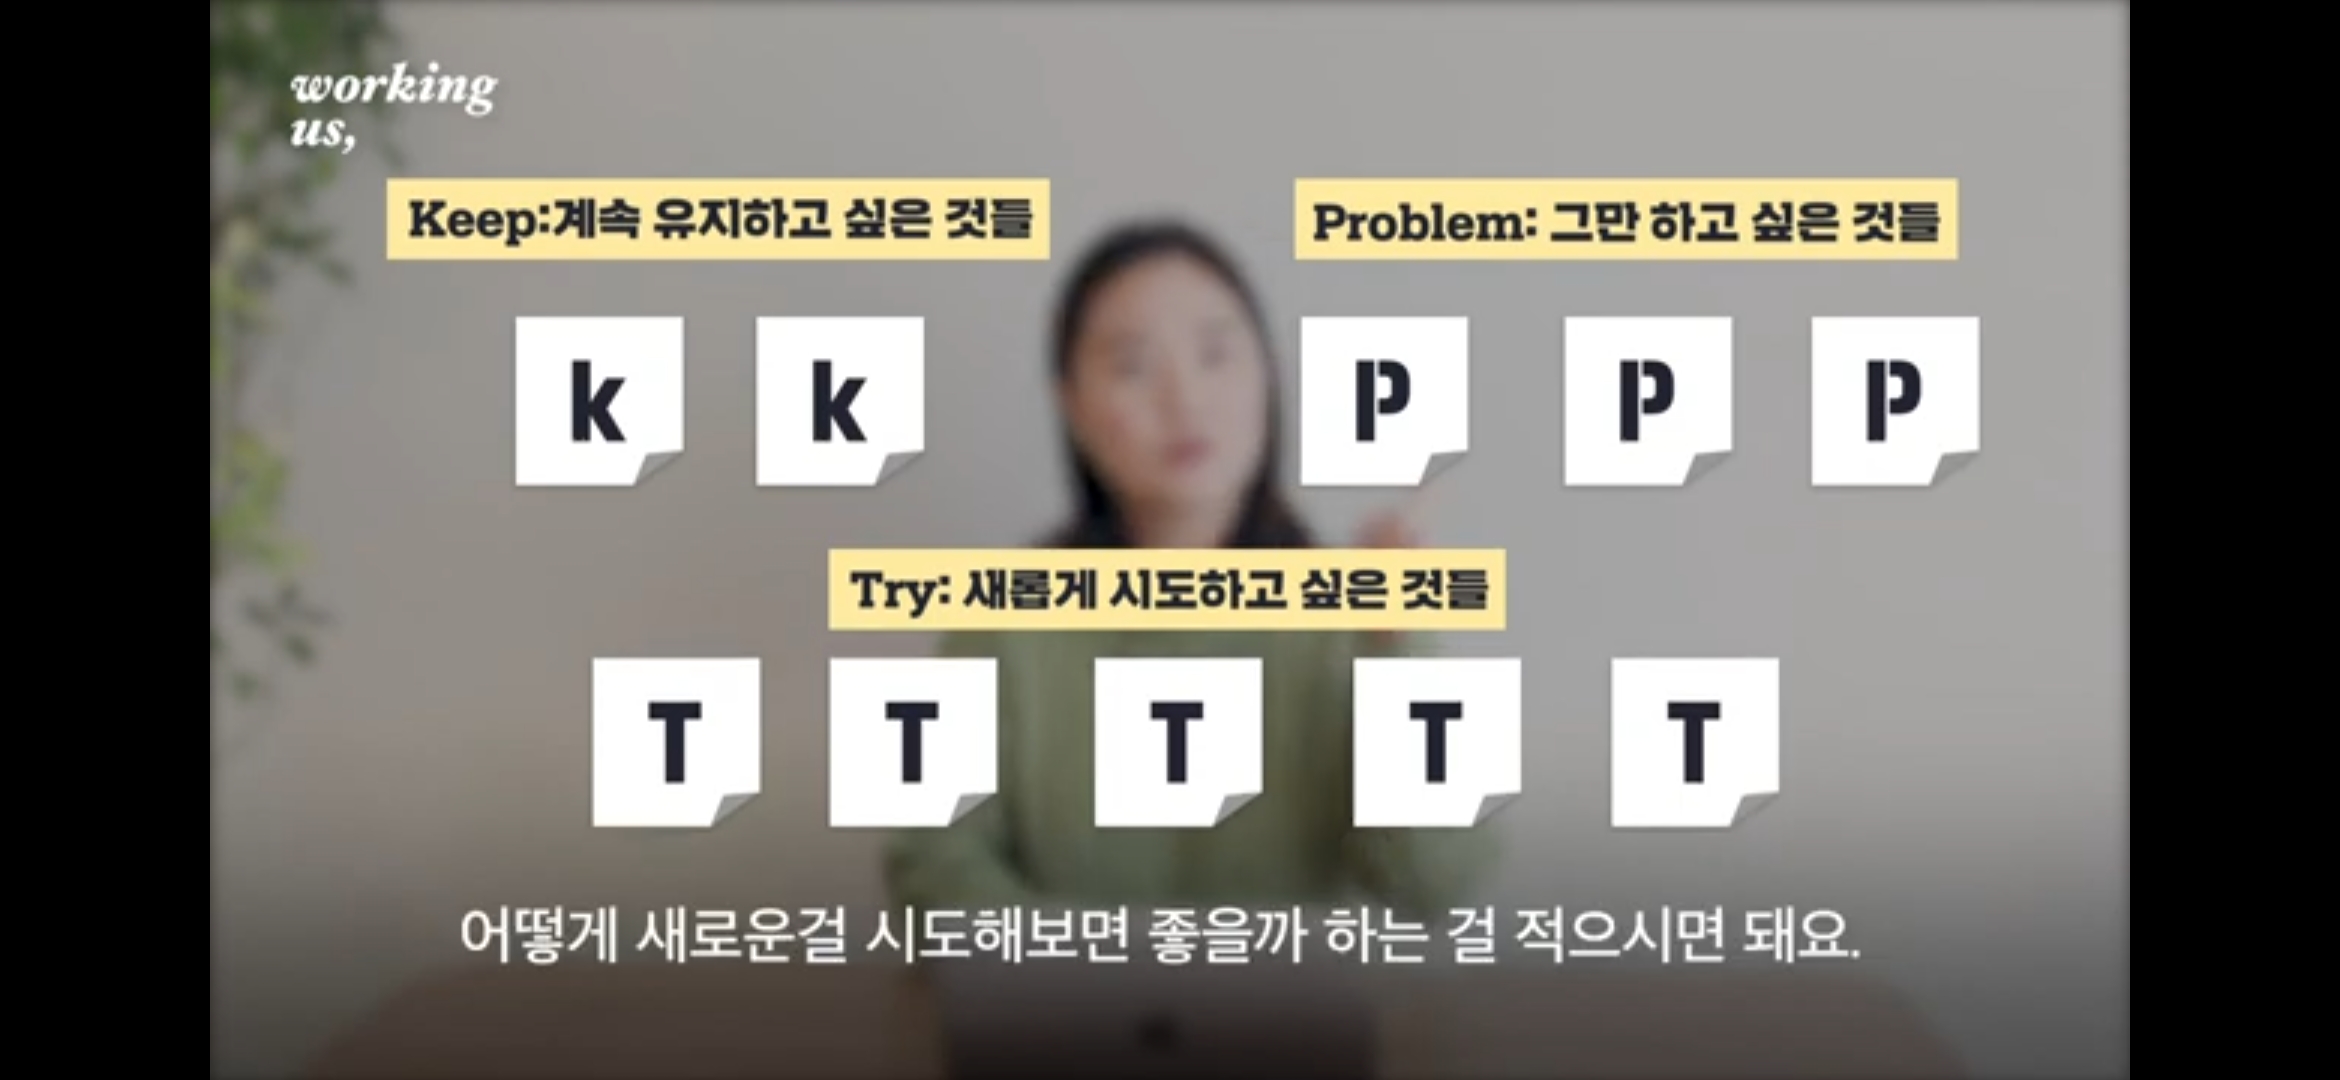 working
us,
Keep:계속 유지하고 싶은 것들
Problem: 그만 하고 싶은 것들
k k P P P
Try: 새롭게 시도하고 싶은 것들
T T T T T
어떻게 새로운걸 시도해보면 좋을까 하는 걸 적으시면 돼요.